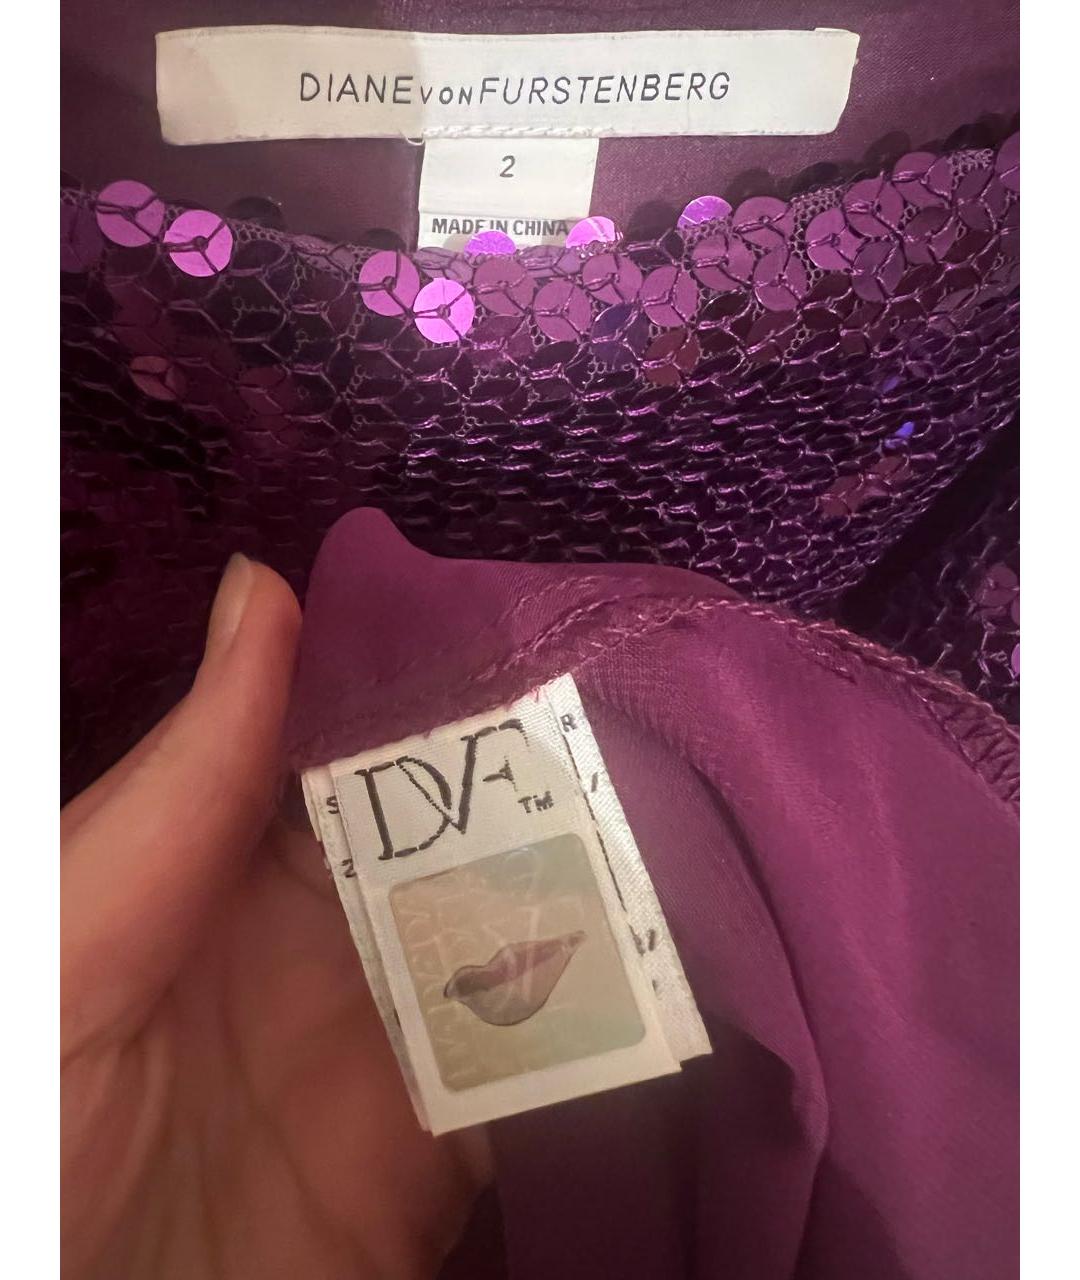 DIANE VON FURSTENBERG
2
MADE IN CHINA
DVF
TM